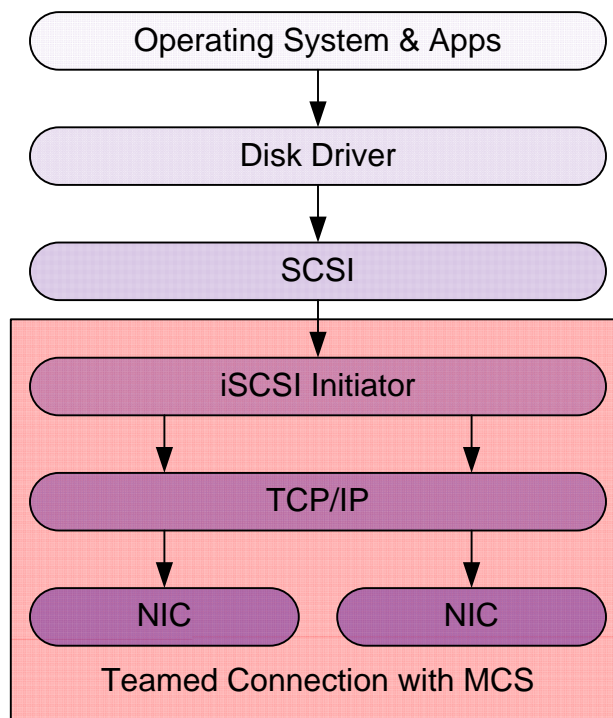 Operating System & Apps
Disk Driver
SCSI
iSCSI Initiator
TCP/IP
NIC NIC
Teamed Connection with MCS